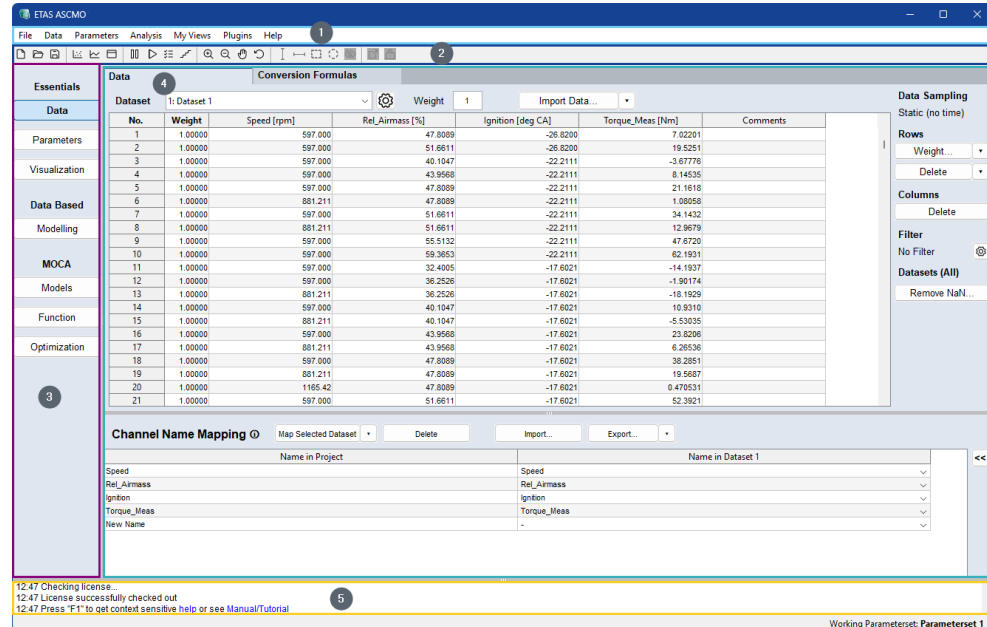 ETAS ASCMO
File Data Parameters Analysis My Views Plugins Help
1
2
Essentials
Data
Parameters
Visualization
Data Based
Modelling
MOCA
Models
Function
Optimization
3
Data Conversion Formulas
4
Dataset 1: Dataset 1 Weight 1 Import Data...
No. Weight Speed [rpm] Rel_Airmass [%] Ignition [deg CA] Torque_Meas [Nm] Comments
1 1.00000 597.000 47.8089 -26.8200 7.02201
2 1.00000 597.000 51.6611 -26.8200 19.5251
3 1.00000 597.000 40.1047 -22.2111 -3.67776
4 1.00000 597.000 43.9568 -22.2111 8.14535
5 1.00000 597.000 47.8089 -22.2111 21.1618
6 1.00000 881.211 47.8089 -22.2111 1.08058
7 1.00000 597.000 51.6611 -22.2111 34.1432
8 1.00000 881.211 51.6611 -22.2111 12.9679
9 1.00000 597.000 55.5132 -22.2111 47.6720
10 1.00000 597.000 59.3653 -22.2111 62.1931
11 1.00000 597.000 32.4005 -17.6021 -14.1937
12 1.00000 597.000 36.2526 -17.6021 -1.90174
13 1.00000 881.211 36.2526 -17.6021 -18.1929
14 1.00000 597.000 40.1047 -17.6021 10.9310
15 1.00000 881.211 40.1047 -17.6021 -5.53035
16 1.00000 597.000 43.9568 -17.6021 23.8206
17 1.00000 881.211 43.9568 -17.6021 6.26536
18 1.00000 597.000 47.8089 -17.6021 38.2851
19 1.00000 881.211 47.8089 -17.6021 19.5687
20 1.00000 1165.42 47.8089 -17.6021 0.470531
21 1.00000 597.000 51.6611 -17.6021 52.3921
Data Sampling
Static (no time)
Rows
Weight...
Delete
Columns
Delete
Filter
No Filter
Datasets (All)
Remove NaN...
Channel Name Mapping Map Selected Dataset Delete Import... Export...
Name in Project Name in Dataset 1
<<
Speed Speed
Rel_Airmass Rel_Airmass
Ignition Ignition
Torque_Meas Torque_Meas
New Name -
12:47 Checking license...
12:47 License successfully checked out
12:47 Press "F1" to get context sensitive help or see Manual/Tutorial
5
Working Parameterset: Parameterset 1